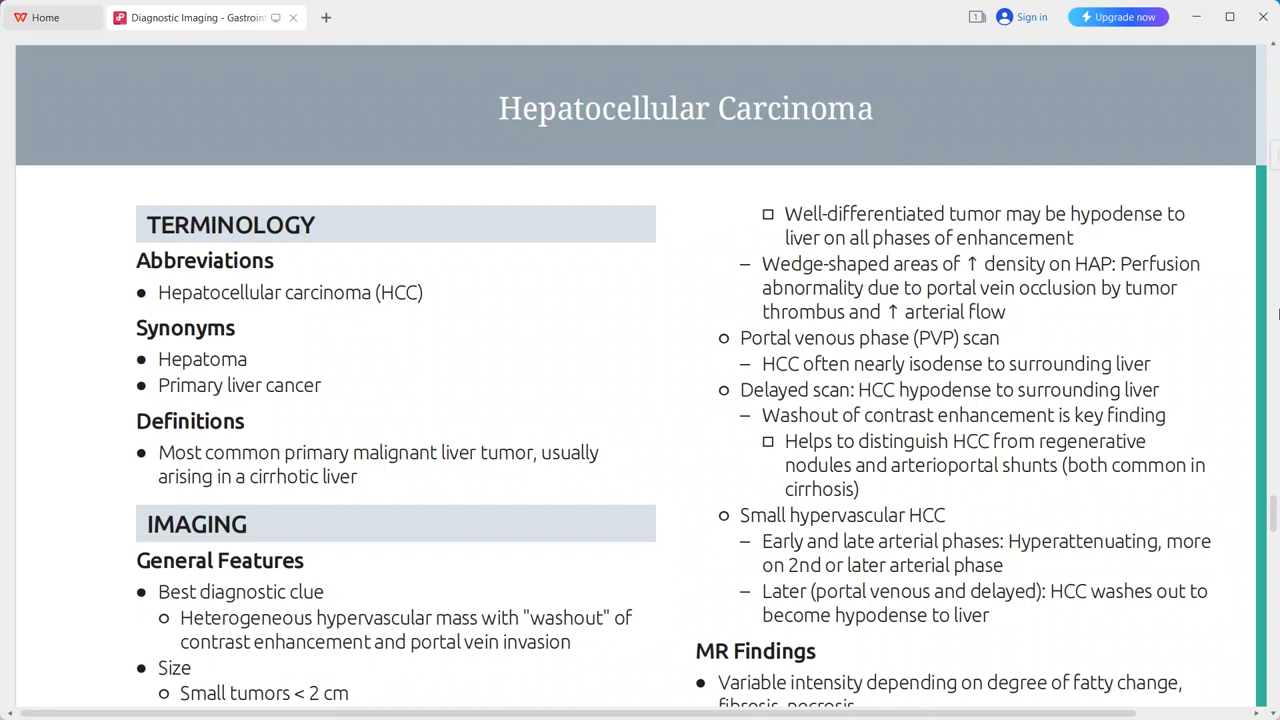 Home
Diagnostic Imaging - Gastroint
1
Sign in
Upgrade now
Hepatocellular Carcinoma
TERMINOLOGY
Abbreviations
● Hepatocellular carcinoma (HCC)
Synonyms
● Hepatoma
● Primary liver cancer
Definitions
● Most common primary malignant liver tumor, usually
arising in a cirrhotic liver
IMAGING
General Features
● Best diagnostic clue
○ Heterogeneous hypervascular mass with "washout" of
contrast enhancement and portal vein invasion
● Size
○ Small tumors < 2 cm
□ Well-differentiated tumor may be hypodense to
liver on all phases of enhancement
– Wedge-shaped areas of ↑ density on HAP: Perfusion
abnormality due to portal vein occlusion by tumor
thrombus and ↑ arterial flow
○ Portal venous phase (PVP) scan
– HCC often nearly isodense to surrounding liver
○ Delayed scan: HCC hypodense to surrounding liver
– Washout of contrast enhancement is key finding
□ Helps to distinguish HCC from regenerative
nodules and arterioportal shunts (both common in
cirrhosis)
○ Small hypervascular HCC
– Early and late arterial phases: Hyperattenuating, more
on 2nd or later arterial phase
– Later (portal venous and delayed): HCC washes out to
become hypodense to liver
MR Findings
● Variable intensity depending on degree of fatty change,
fibrosis, necrosis